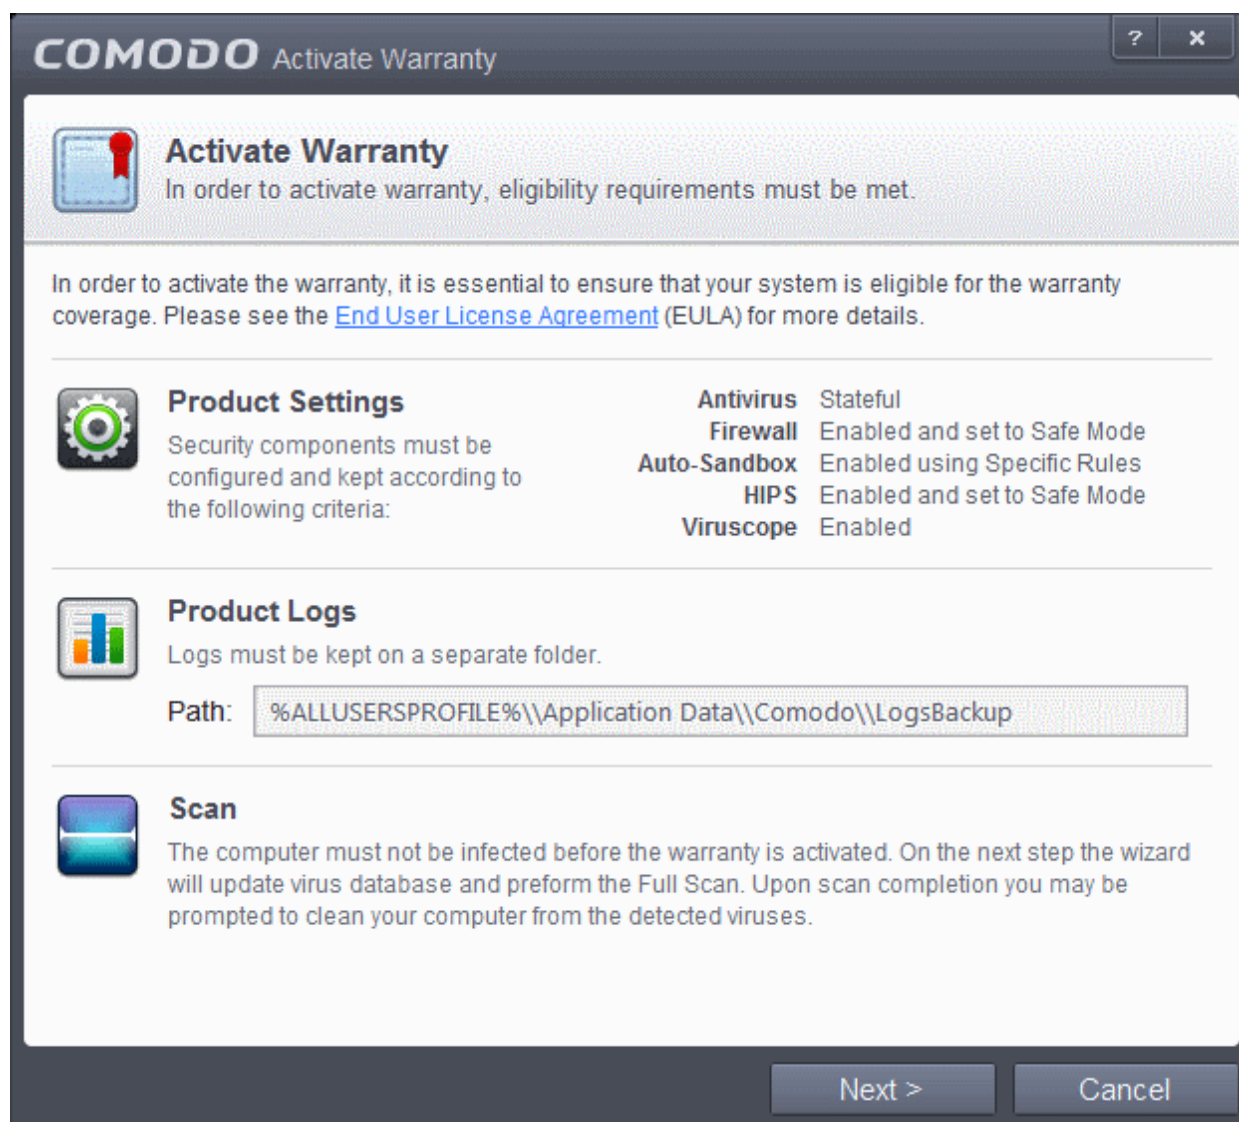 COMODO Activate Warranty
? x
Activate Warranty
In order to activate warranty, eligibility requirements must be met.
In order to activate the warranty, it is essential to ensure that your system is eligible for the warranty
coverage. Please see the End User License Agreement (EULA) for more details.
Product Settings
Security components must be
configured and kept according to
the following criteria:
Antivirus Stateful
Firewall Enabled and set to Safe Mode
Auto-Sandbox Enabled using Specific Rules
HIPS Enabled and set to Safe Mode
Viruscope Enabled
Product Logs
Logs must be kept on a separate folder.
Path: %ALLUSERSPROFILE%\\Application Data\\Comodo\\LogsBackup
Scan
The computer must not be infected before the warranty is activated. On the next step the wizard
will update virus database and preform the Full Scan. Upon scan completion you may be
prompted to clean your computer from the detected viruses.
Next >
Cancel